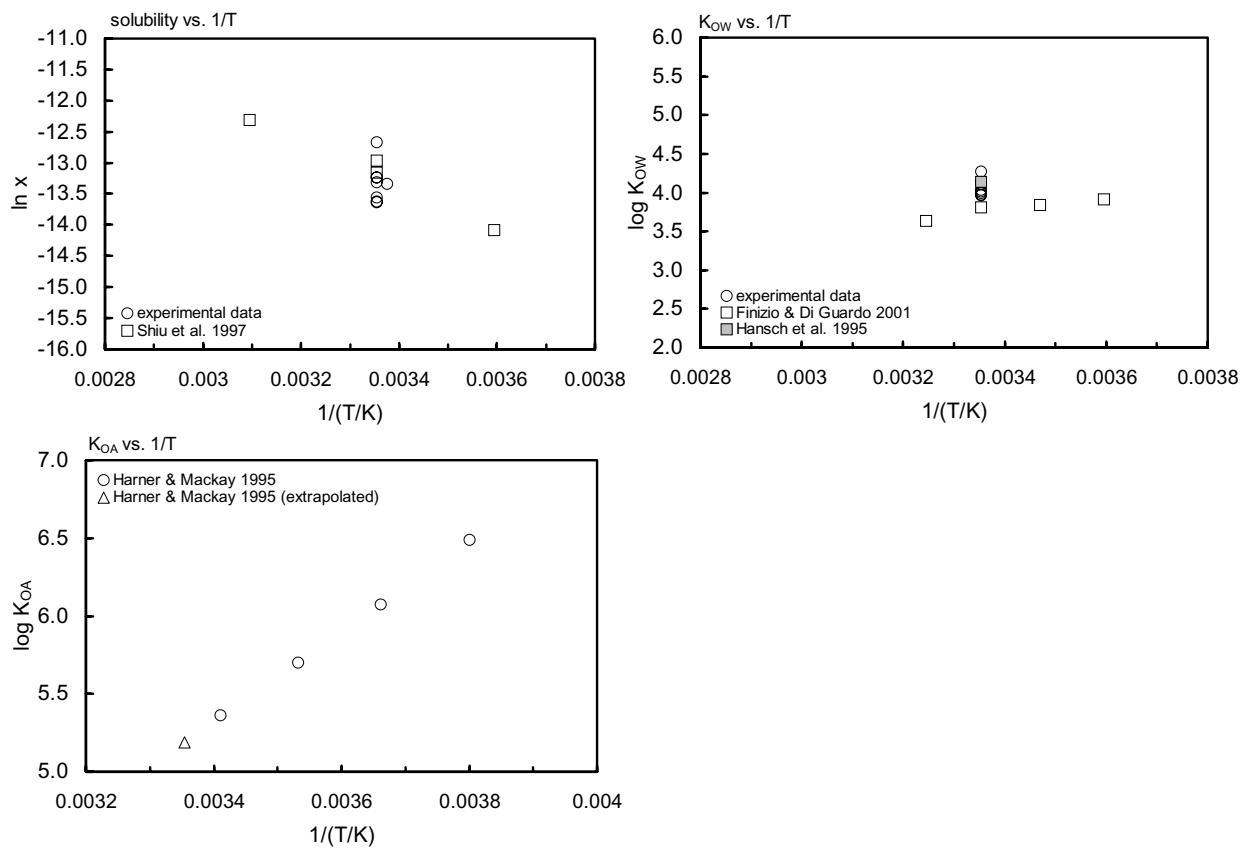 solubility vs. 1/T
-11.0
-11.5
-12.0
-12.5
-13.0
-13.5
-14.0
-14.5
-15.0
-15.5
-16.0
ln x
experimental data
Shiu et al. 1997
0.0028 0.003 0.0032 0.0034 0.0036 0.0038
1/(T/K)
KOW vs. 1/T
6.0
5.5
5.0
4.5
4.0
3.5
3.0
2.5
2.0
log KOW
experimental data
Finizio & Di Guardo 2001
Hansch et al. 1995
0.0028 0.003 0.0032 0.0034 0.0036 0.0038
1/(T/K)
KOA vs. 1/T
7.0
6.5
6.0
5.5
5.0
log KOA
Harner & Mackay 1995
Harner & Mackay 1995 (extrapolated)
0.0032 0.0034 0.0036 0.0038 0.004
1/(T/K)